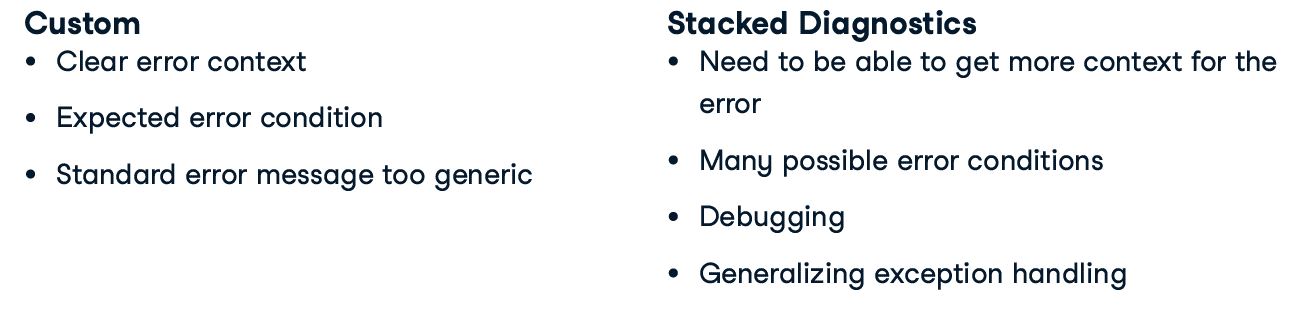 Custom
• Clear error context
• Expected error condition
• Standard error message too generic
Stacked Diagnostics
• Need to be able to get more context for the
error
• Many possible error conditions
• Debugging
• Generalizing exception handling